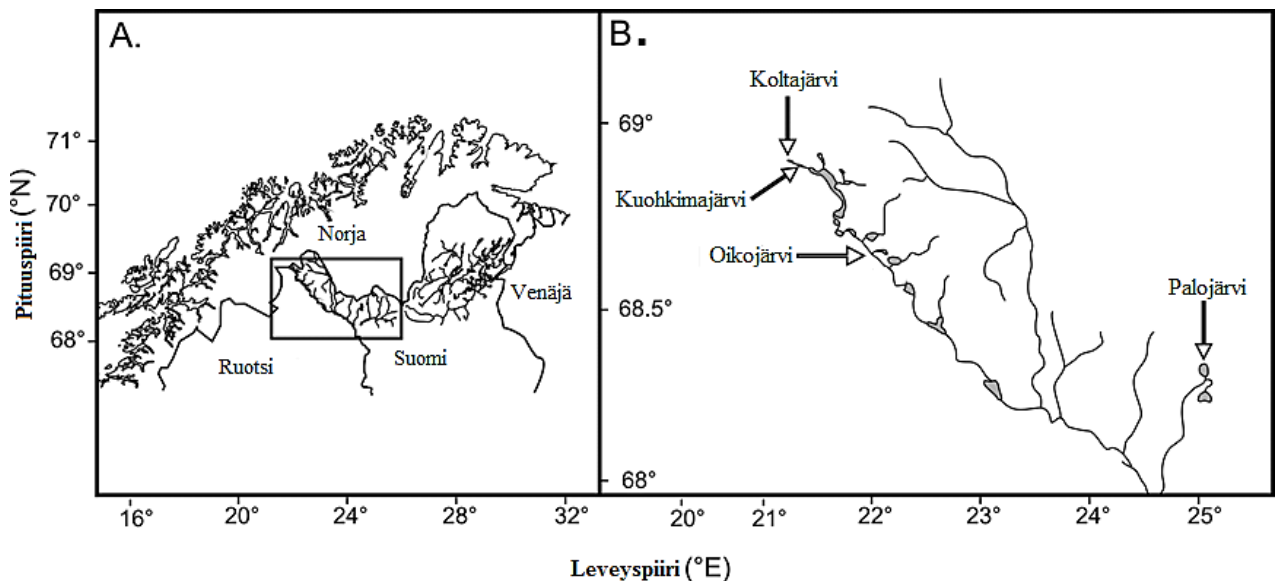 A.
Pituuspiiri (°N)
71°
70°
69°
68°
Norja
Venäjä
Ruotsi
Suomi
16°
20°
24°
28°
32°
B.
Koltajärvi
69°
Kuohkimajärvi
Oikojärvi
Palojärvi
68.5°
68°
20°
21°
22°
23°
24°
25°
Leveyspiiri (°E)